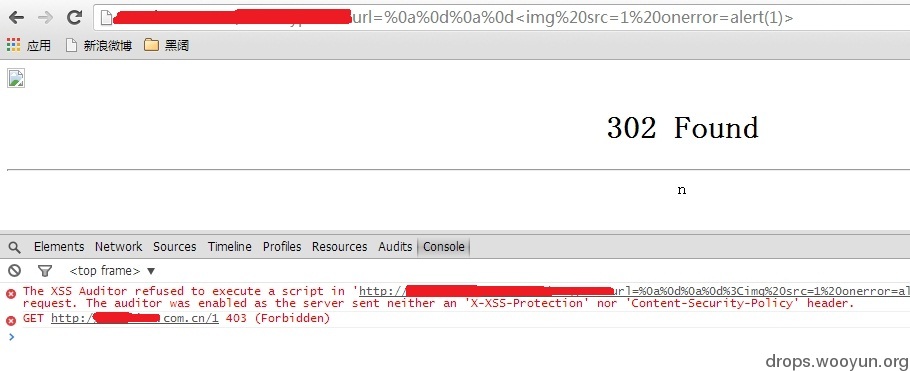 url=%0a%0d%0a%0d<img%20src=1%20onerror=alert(1)>
应用 新浪微博 黑阔
302 Found
n
Elements Network Sources Timeline Profiles Resources Audits Console
<top frame> ▼
The XSS Auditor refused to execute a script in 'http:/ url=%0a%0d%0a%0d%3Cimg%20src=1%20onerror=al
request. The auditor was enabled as the server sent neither an 'X-XSS-Protection' nor 'Content-Security-Policy' header.
GET http:/ com.cn/1 403 (Forbidden)
drops.wooyun.org